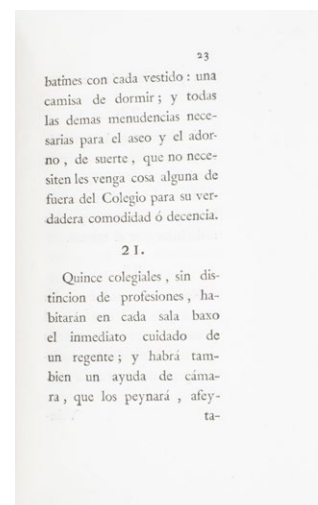 23
batínes con cada vestido : una
camisa de dormir ; y todas
las demas menudencias nece-
sarias para el aseo y el ador-
no , de suerte , que no nece-
siten les venga cosa alguna de
fuera del Colegio para su ver-
dadera comodidad ó decencia.
21.
Quince colegiales , sin dis-
tincion de profesiones , ha-
bitarán en cada sala baxo
el inmediato cuidado de
un regente ; y habrá tam-
bien un ayuda de cáma-
ra , que los peynará , afey-
ta-